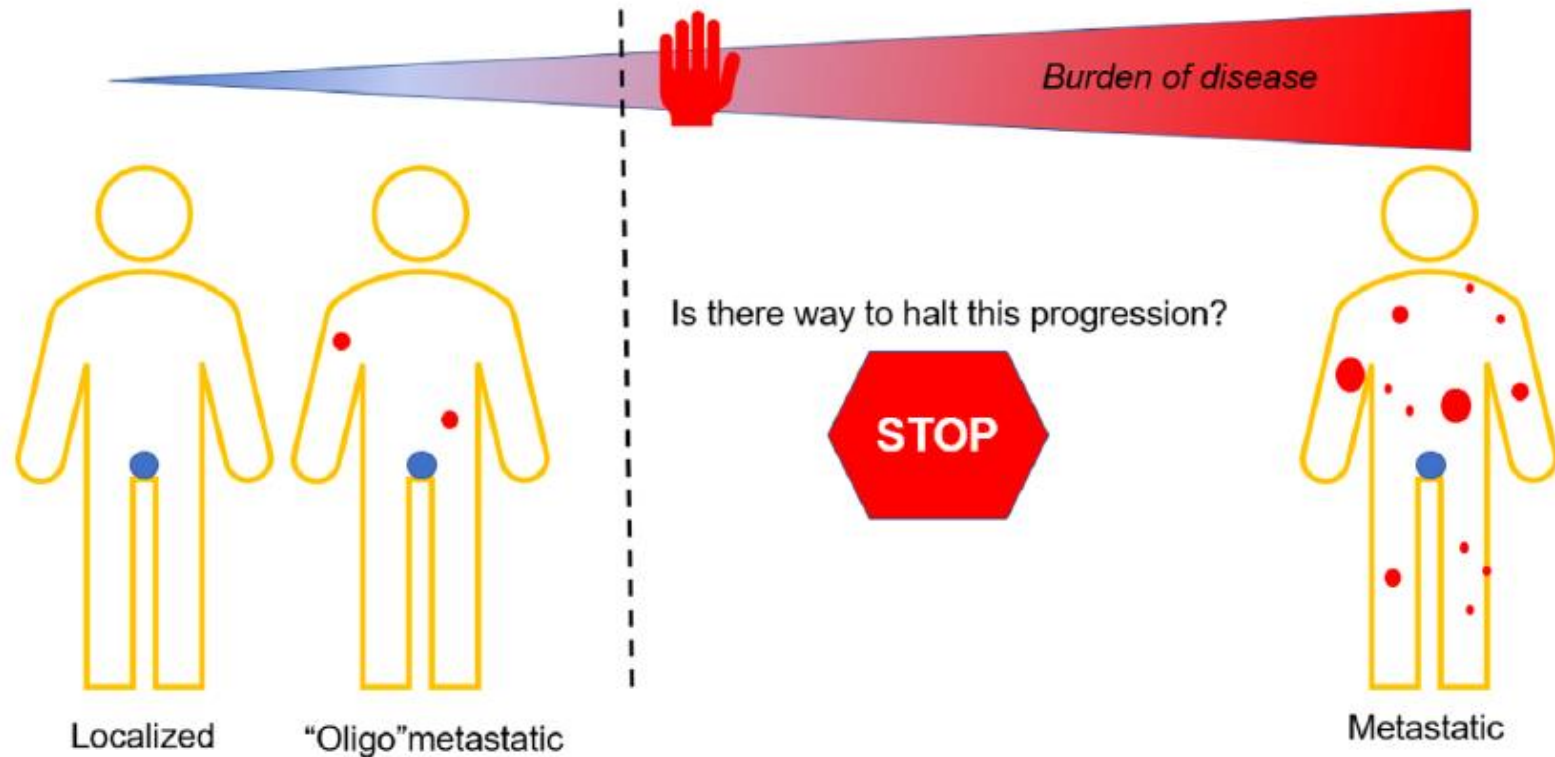 Burden of disease
Is there way to halt this progression?
STOP
Localized
“Oligo”metastatic
Metastatic